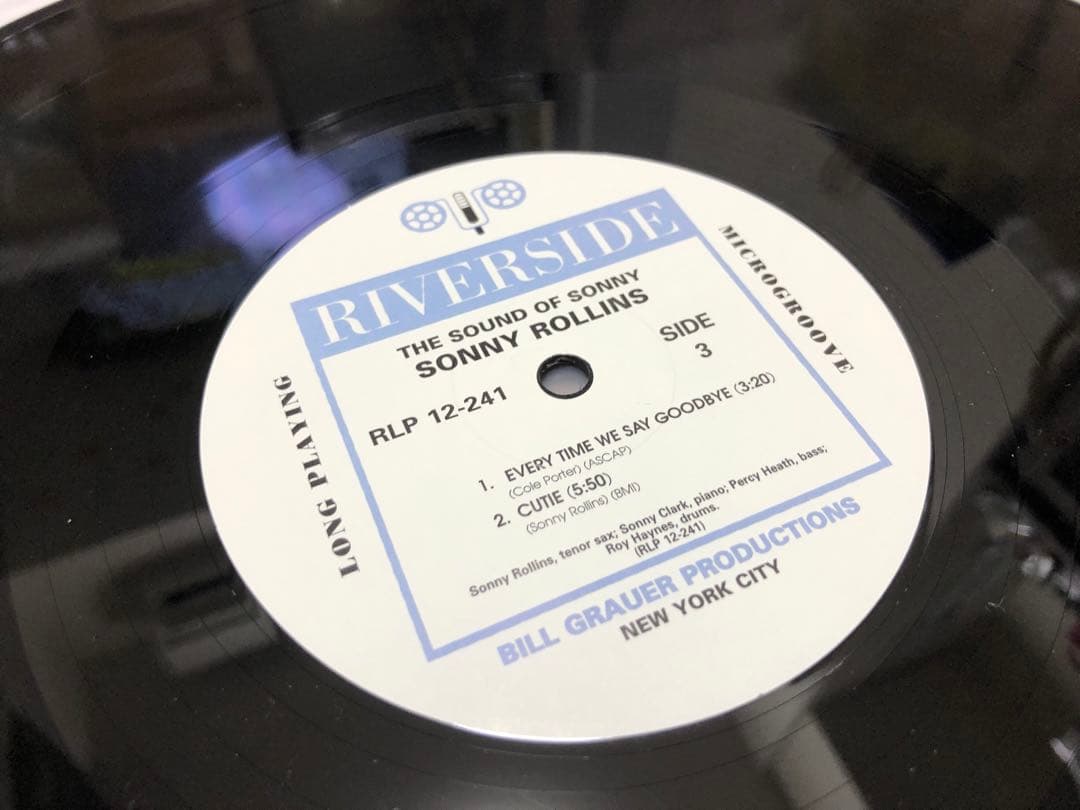 RIVERSIDE
THE SOUND OF SONNY
SONNY ROLLINS
RLP 12-241
SIDE
3
1. EVERY TIME WE SAY GOODBYE (3:20)
(Cole Porter) (ASCAP)
2. CUTIE (5:50)
(Sonny Rollins) (BMI)
Sonny Rollins, tenor sax; Sonny Clark, piano; Percy Heath, bass;
Roy Haynes, drums.
(RLP 12-241)
BILL GRAUER PRODUCTIONS
NEW YORK CITY
LONG PLAYING
MICROGROOVE